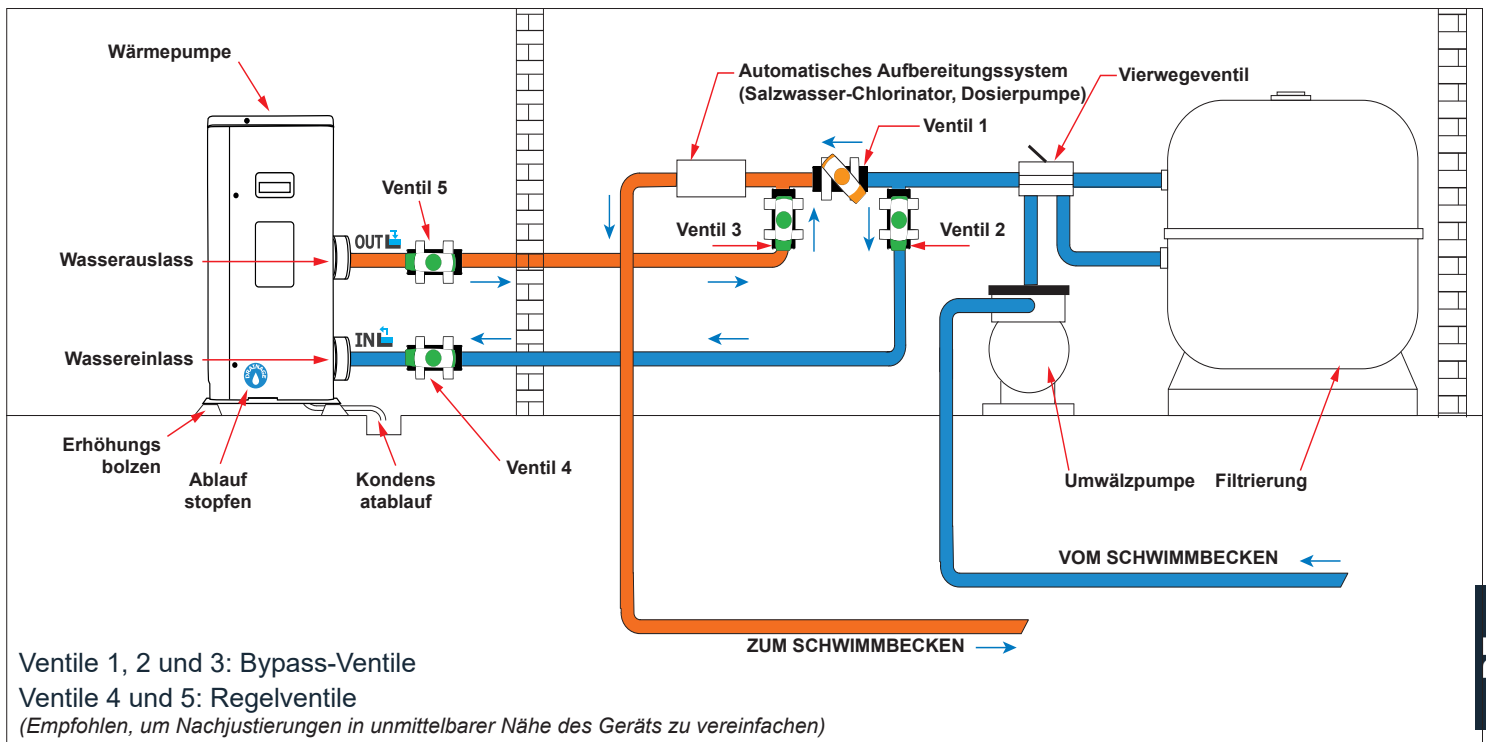 Wärmepumpe
Automatisches Aufbereitungssystem
(Salzwasser-Chlorinator, Dosierpumpe)
Vierwegeventil
Ventil 1
Ventil 5
Ventil 3
Ventil 2
OUT
Wasserauslass
IN
Wassereinlass
DRAINAGE
Erhöhungs
bolzen
Ablauf
stopfen
Kondens
atablauf
Ventil 4
Umwälzpumpe
Filtrierung
VOM SCHWIMMBECKEN
ZUM SCHWIMMBECKEN
Ventile 1, 2 und 3: Bypass-Ventile
Ventile 4 und 5: Regelventile
(Empfohlen, um Nachjustierungen in unmittelbarer Nähe des Geräts zu vereinfachen)